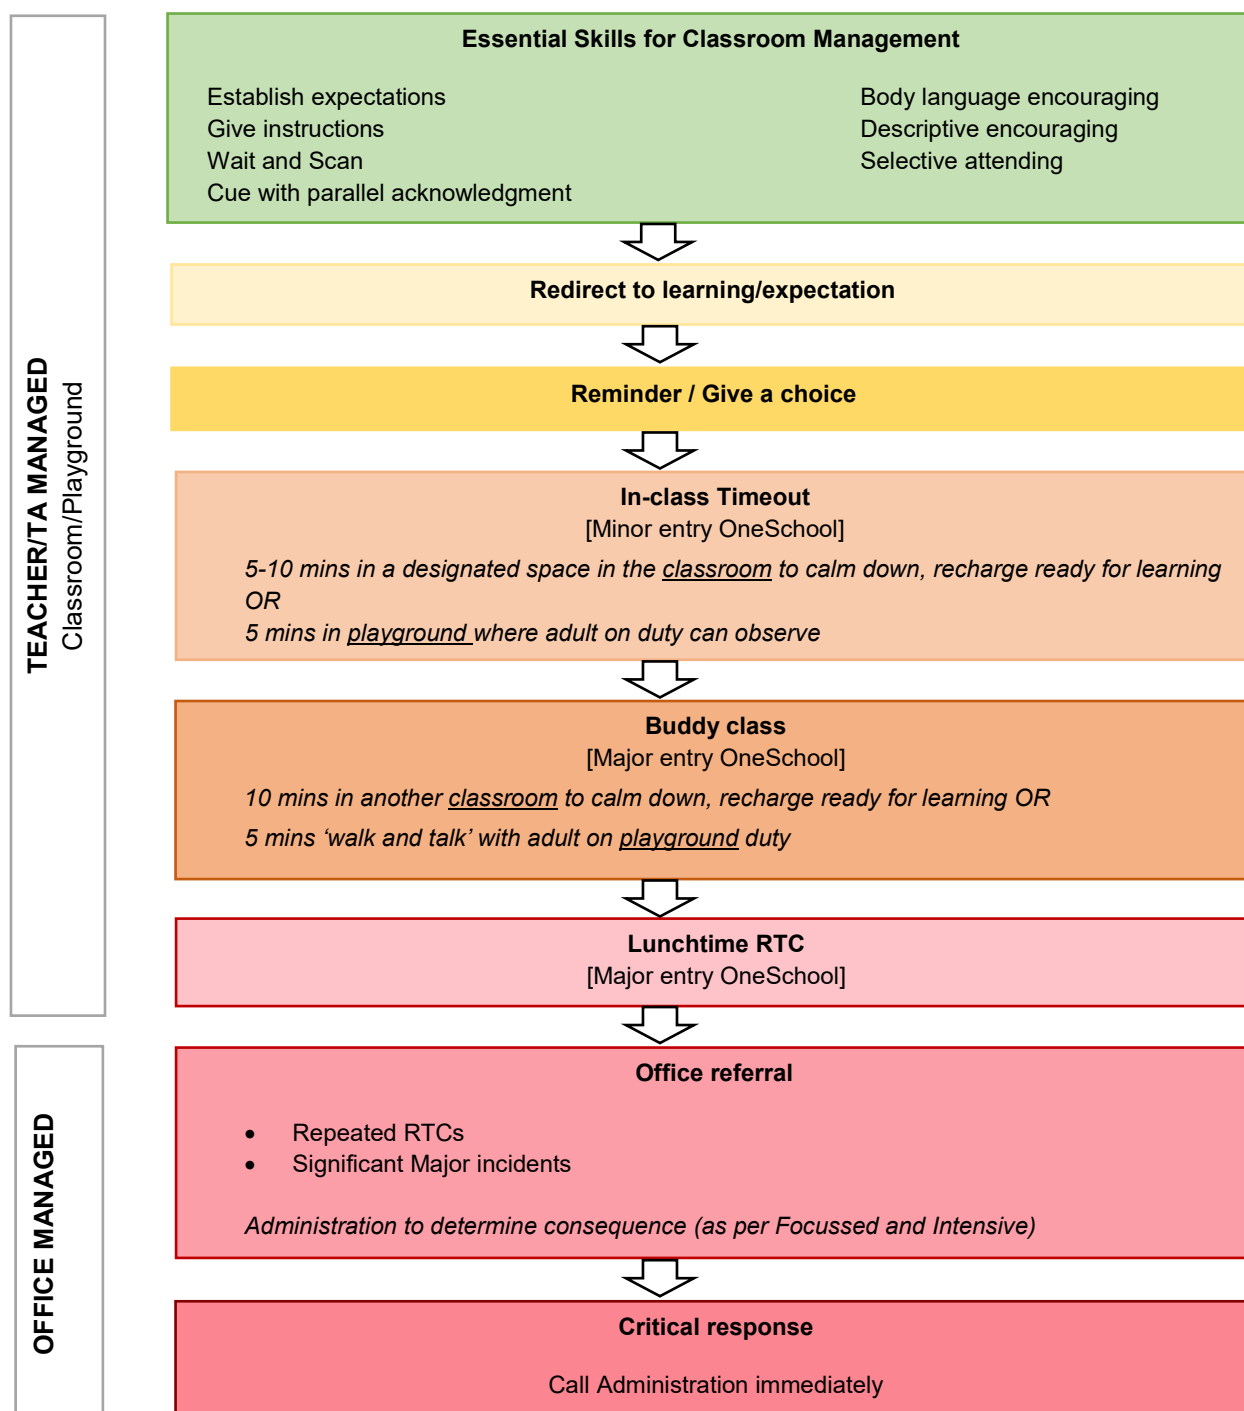 TEACHER/TA MANAGED
Classroom/Playground
Essential Skills for Classroom Management
Establish expectations
Give instructions
Wait and Scan
Cue with parallel acknowledgment
Body language encouraging
Descriptive encouraging
Selective attending
Redirect to learning/expectation
Reminder / Give a choice
In-class Timeout
[Minor entry OneSchool]
5-10 mins in a designated space in the classroom to calm down, recharge ready for learning
OR
5 mins in playground where adult on duty can observe
Buddy class
[Major entry OneSchool]
10 mins in another classroom to calm down, recharge ready for learning OR
5 mins ‘walk and talk’ with adult on playground duty
Lunchtime RTC
[Major entry OneSchool]
OFFICE MANAGED
Office referral
• Repeated RTCs
• Significant Major incidents
Administration to determine consequence (as per Focussed and Intensive)
Critical response
Call Administration immediately